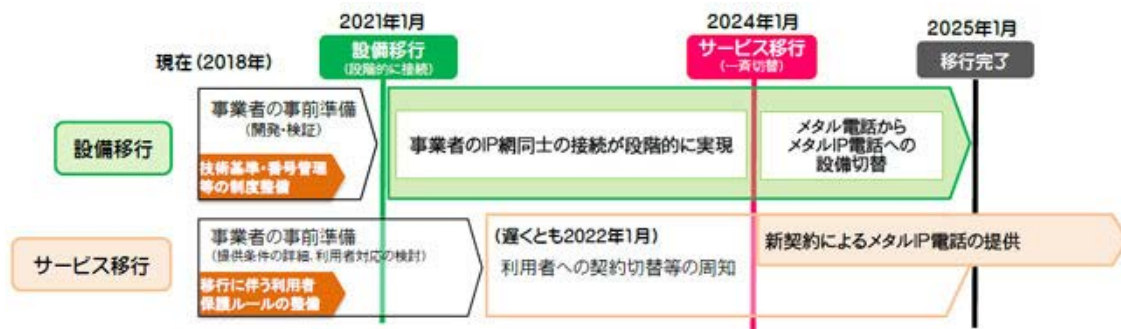 2021年1月
2024年1月
2025年1月
現在(2018年)
設備移行
(段階的に接続)
サービス移行
(一斉切替)
移行完了
設備移行
事業者の事前準備
(開発・検証)
技術基準・番号管理
等の制度整備
事業者のIP網同士の接続が段階的に実現
メタル電話から
メタルIP電話への
設備切替
サービス移行
事業者の事前準備
(提供条件の詳細、利用者対応の検討)
移行に伴う利用者
保護ルールの整備
(遅くとも2022年1月)
利用者への契約切替等の周知
新契約によるメタルIP電話の提供